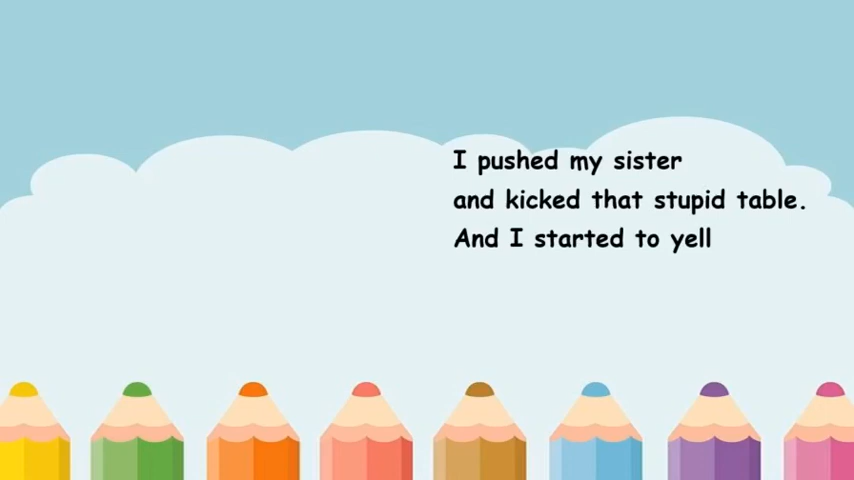 I pushed my sister
and kicked that stupid table.
And I started to yell